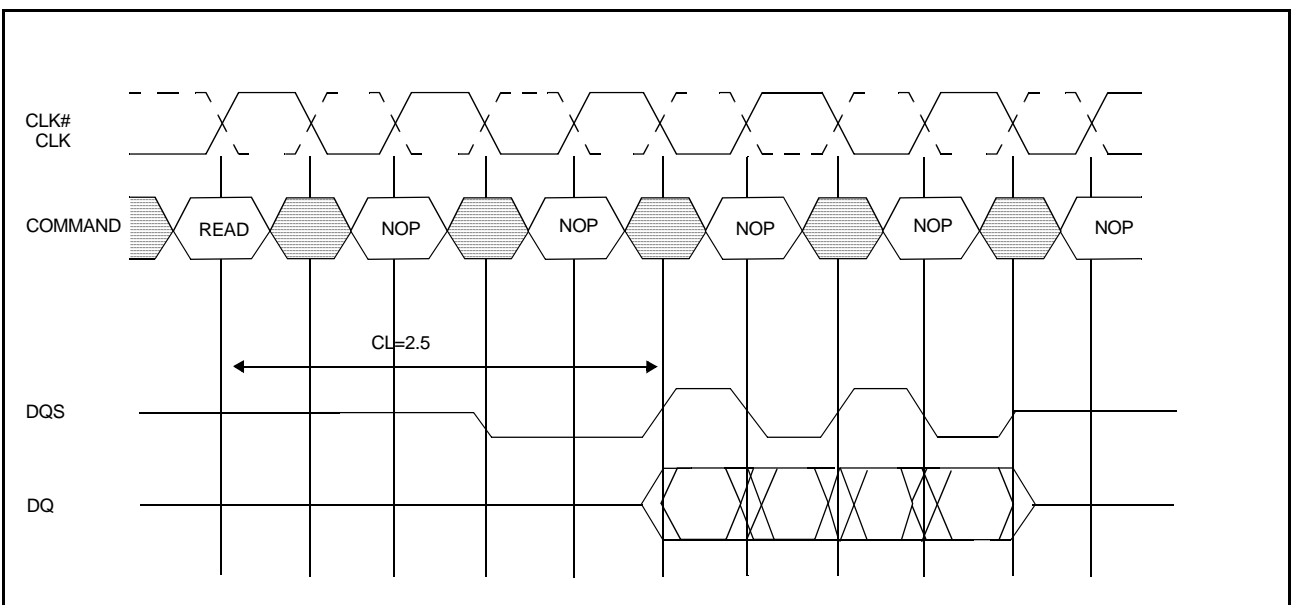 CLK#
CLK
COMMAND READ NOP NOP NOP NOP NOP
CL=2.5
DQS
DQ